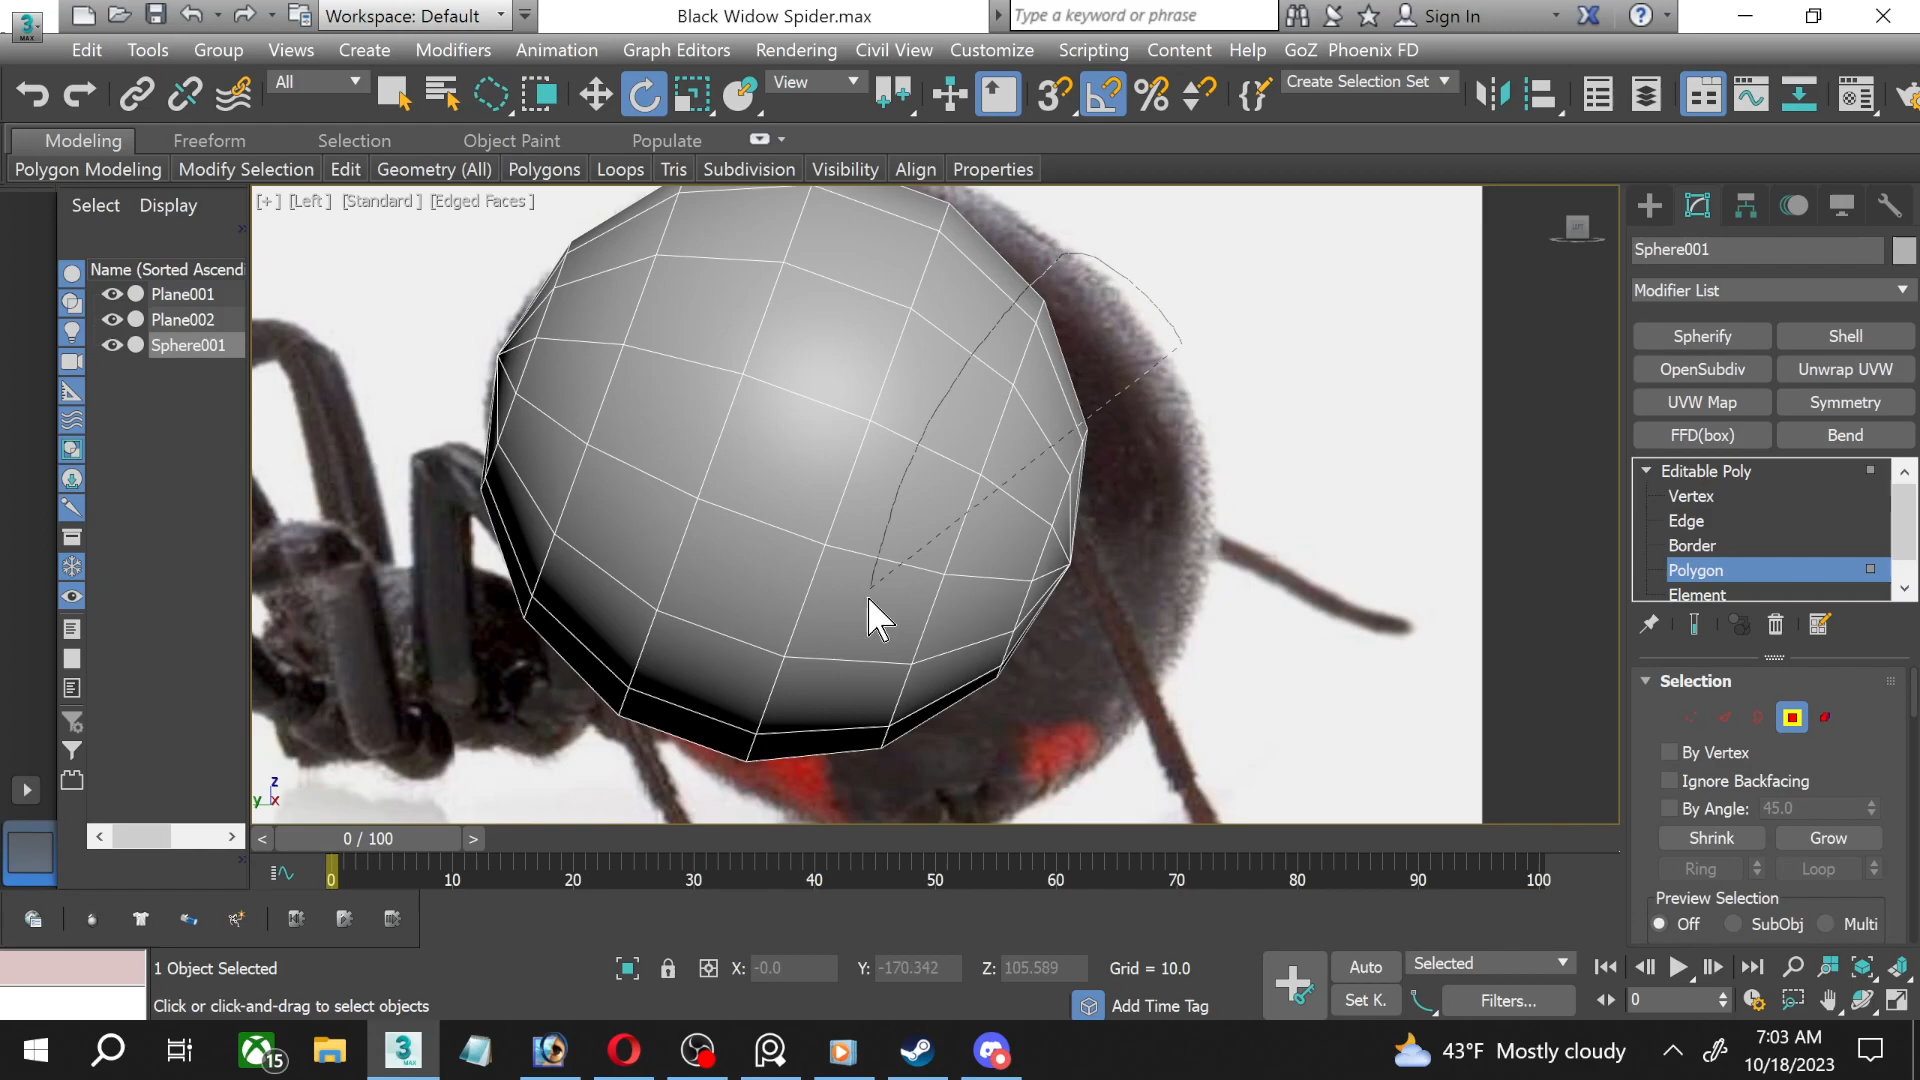 Workspace: Default
Black Widow Spider.max
Type a keyword or phrase
Sign In
MAX
Edit Tools Group Views Create Modifiers Animation Graph Editors Rendering Civil View Customize Scripting Content Help GoZ Phoenix FD
All
View
Create Selection Set
Modeling Freeform Selection Object Paint Populate
Polygon Modeling Modify Selection Edit Geometry (All) Polygons Loops Tris Subdivision Visibility Align Properties
Select Display
[+] [Left] [Standard] [Edged Faces]
Name (Sorted Ascendi
Plane001
Plane002
Sphere001
Sphere001
Modifier List
Spherify Shell
OpenSubdiv Unwrap UVW
UVW Map Symmetry
FFD(box) Bend
Editable Poly
Vertex
Edge
Border
Polygon
Element
Selection
By Vertex
Ignore Backfacing
By Angle: 45.0
Shrink Grow
Ring Loop
Preview Selection
Off SubObj Multi
z
y x
< 0 / 100 >
0 10 20 30 40 50 60 70 80 90 100
1 Object Selected
X: -0.0 Y: -170.342 Z: 105.589 Grid = 10.0
Click or click-and-drag to select objects
Add Time Tag
Auto Selected
Set K. Filters...
0
15
43°F Mostly cloudy
7:03 AM
10/18/2023